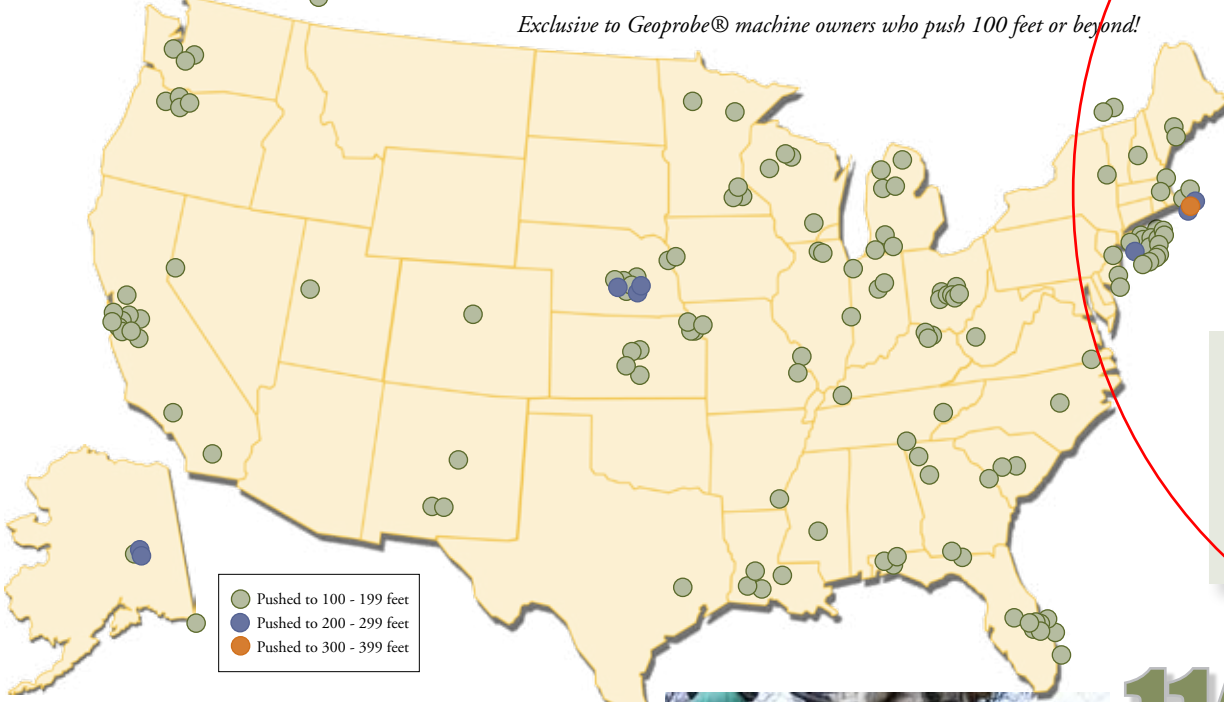 Exclusive to Geoprobe® machine owners who push 100 feet or beyond!
Pushed to 100 - 199 feet
Pushed to 200 - 299 feet
Pushed to 300 - 399 feet